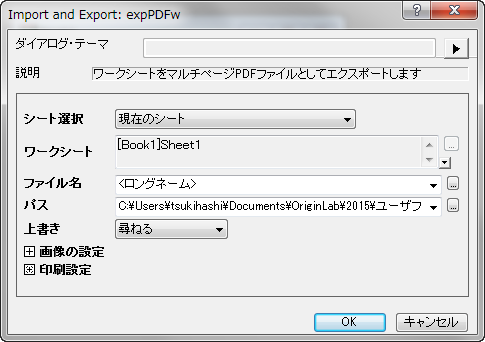 Import and Export: expPDFw
ダイアログ・テーマ
説明 ワークシートをマルチページPDFファイルとしてエクスポートします
シート選択 現在のシート
ワークシート [Book1]Sheet1
ファイル名 <ロングネーム>
パス C:¥Users¥tsukihashi¥Documents¥OriginLab¥2015¥ユーザフ
上書き 尋ねる
画像の設定
印刷設定
OK キャンセル